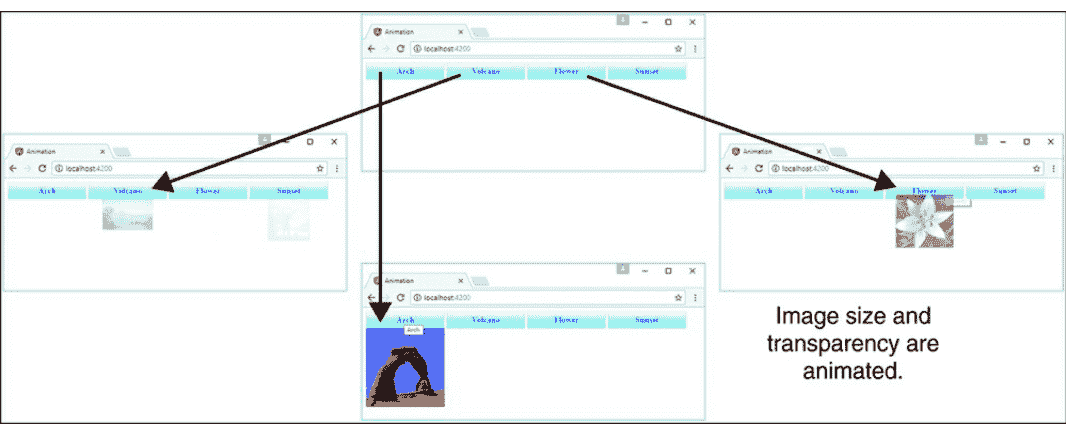 Animation
localhost:4200
Arch Volcano Flower Sunset
Animation
localhost:4200
Arch Volcano Flower Sunset
Animation
localhost:4200
Arch Volcano Flower Sunset
Animation
localhost:4200
Arch Volcano Flower Sunset
Arch
Image size and
transparency are
animated.